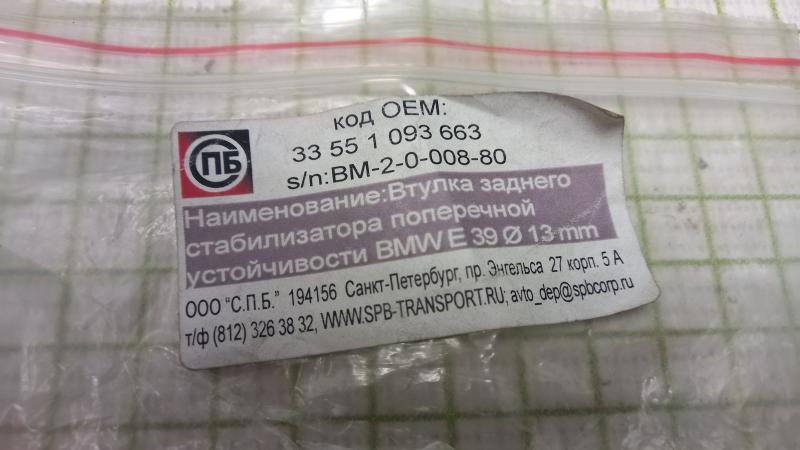 код OEM:
33 55 1 093 663
s/n:BM-2-0-008-80
СПБ
Наименование:Втулка заднего
стабилизатора поперечной
устойчивости BMW E 39 Ø 13 mm
ООО "С.П.Б." 194156 Санкт-Петербург, пр. Энгельса 27 корп. 5 А
т/ф (812) 326 38 32, WWW.SPB-TRANSPORT.RU, avto_dep@spbcorp.ru